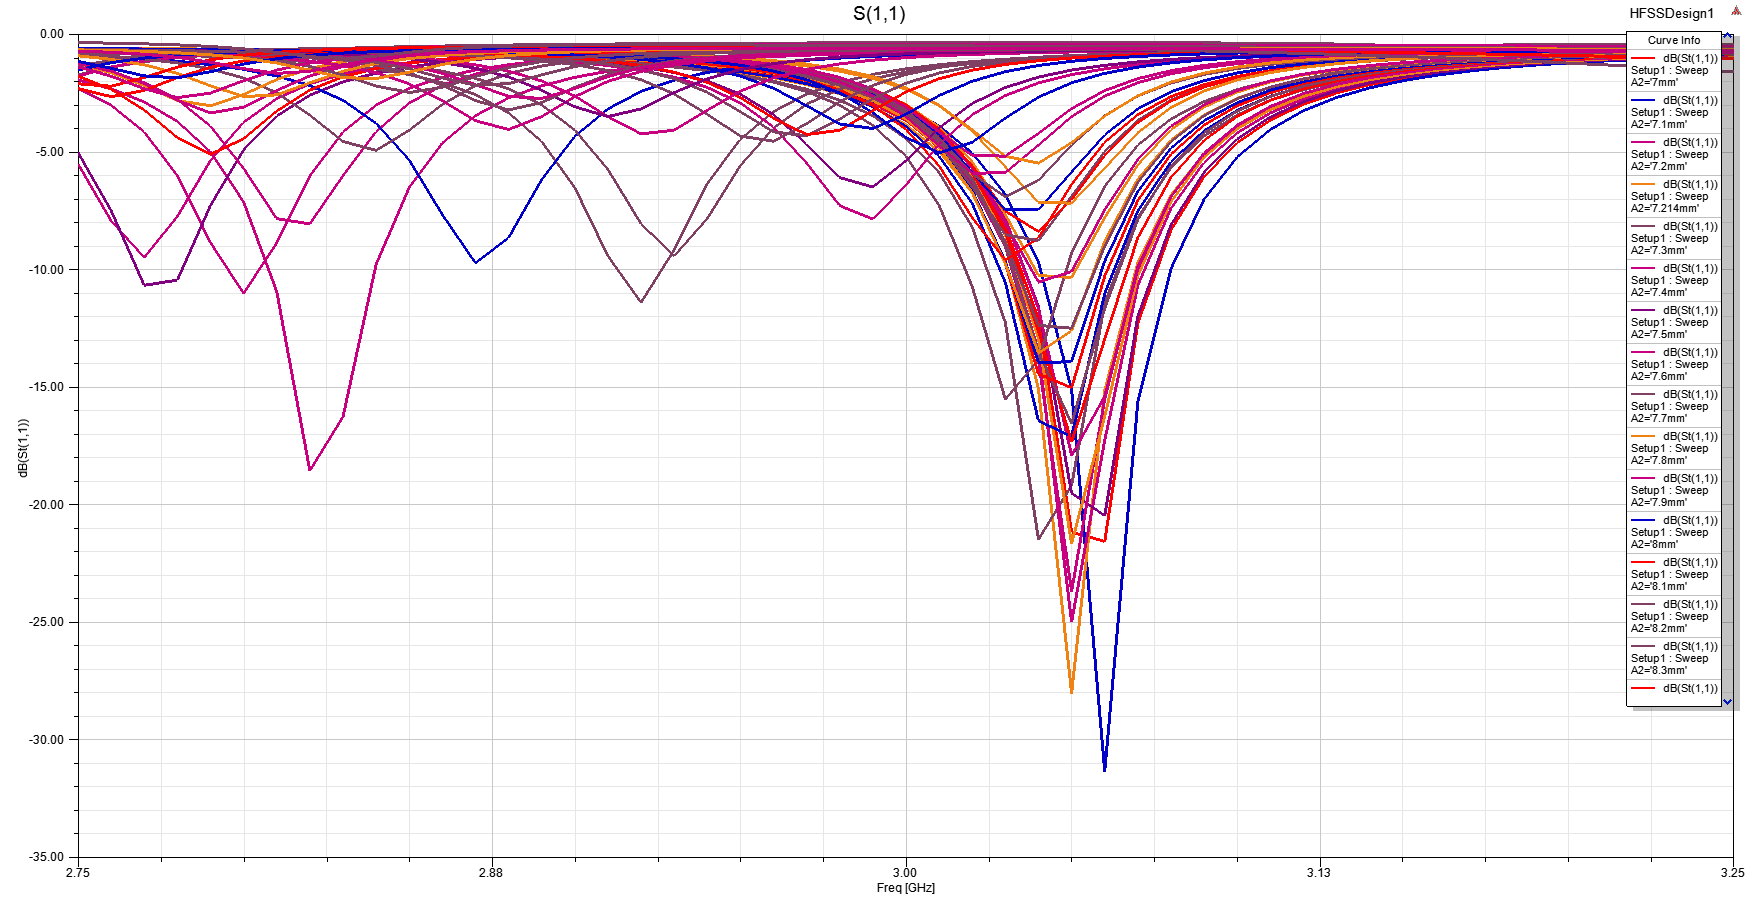 S(1,1)
HFSSDesign1
Curve Info
dB(St(1,1))
Setup1 : Sweep
A2='7mm'
dB(St(1,1))
Setup1 : Sweep
A2='7.1mm'
dB(St(1,1))
Setup1 : Sweep
A2='7.2mm'
dB(St(1,1))
Setup1 : Sweep
A2='7.214mm'
dB(St(1,1))
Setup1 : Sweep
A2='7.3mm'
dB(St(1,1))
Setup1 : Sweep
A2='7.4mm'
dB(St(1,1))
Setup1 : Sweep
A2='7.5mm'
dB(St(1,1))
Setup1 : Sweep
A2='7.6mm'
dB(St(1,1))
Setup1 : Sweep
A2='7.7mm'
dB(St(1,1))
Setup1 : Sweep
A2='7.8mm'
dB(St(1,1))
Setup1 : Sweep
A2='7.9mm'
dB(St(1,1))
Setup1 : Sweep
A2='8mm'
dB(St(1,1))
Setup1 : Sweep
A2='8.1mm'
dB(St(1,1))
Setup1 : Sweep
A2='8.2mm'
dB(St(1,1))
Setup1 : Sweep
A2='8.3mm'
dB(St(1,1))
0.00
-5.00
-10.00
-15.00
-20.00
-25.00
-30.00
-35.00
dB(St(1,1))
2.75
2.88
3.00
3.13
3.25
Freq [GHz]